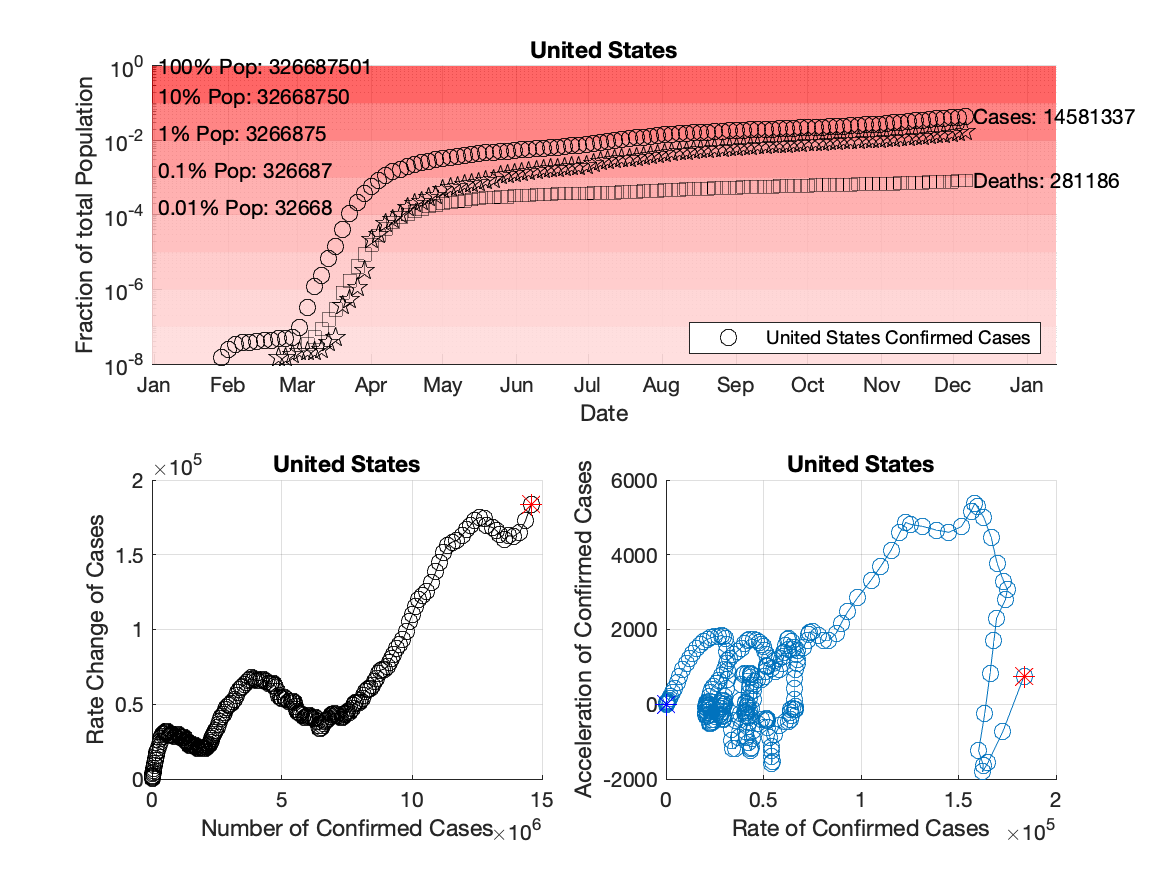 United States
Fraction of total Population
10^0
10^-2
10^-4
10^-6
10^-8
100% Pop: 326687501
10% Pop: 32668750
1% Pop: 3266875
0.1% Pop: 326687
0.01% Pop: 32668
Cases: 14581337
Deaths: 281186
United States Confirmed Cases
Jan Feb Mar Apr May Jun Jul Aug Sep Oct Nov Dec Jan
Date
United States
×10^5
Rate Change of Cases
2
1.5
1
0.5
0
0 5 10 15
Number of Confirmed Cases ×10^6
United States
Acceleration of Confirmed Cases
6000
4000
2000
0
-2000
0 0.5 1 1.5 2
Rate of Confirmed Cases ×10^5